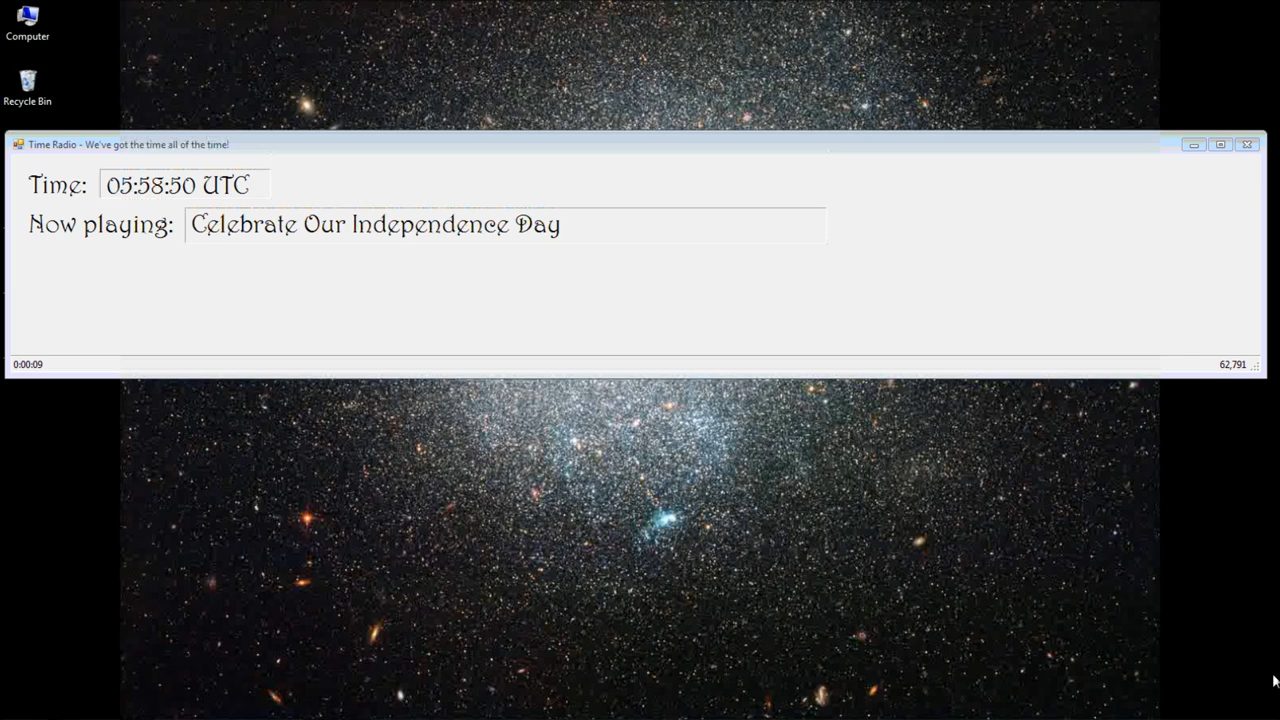 Computer
Recycle Bin
Time Radio - We've got the time all of the time!
Time: 05:58:50 UTC
Now playing: Celebrate Our Independence Day
0:00:09 62,791